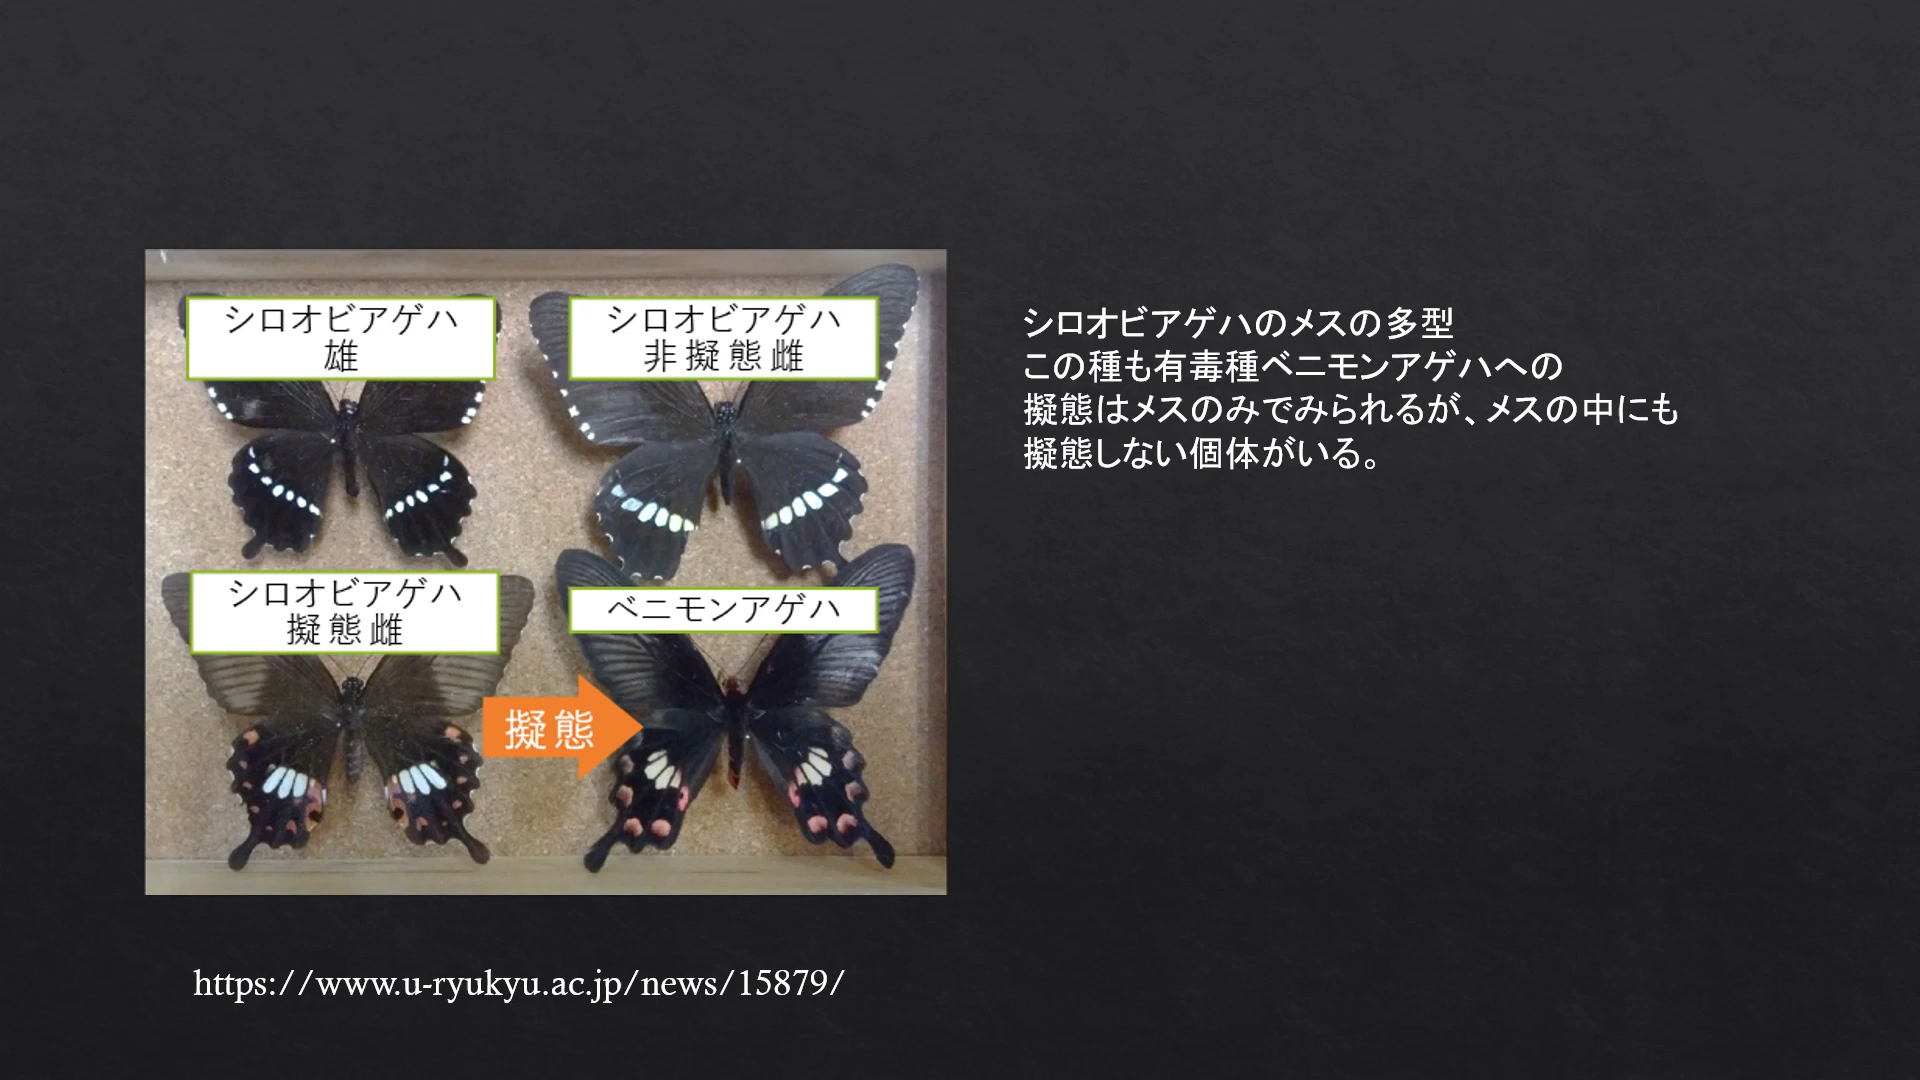 シロオビアゲハ
雄
シロオビアゲハ
非擬態雌
シロオビアゲハ
擬態雌
ベニモンアゲハ
擬態
シロオビアゲハのメスの多型
この種も有毒種ベニモンアゲハへの
擬態はメスのみでみられるが、メスの中にも
擬態しない個体がいる。
https://www.u-ryukyu.ac.jp/news/15879/